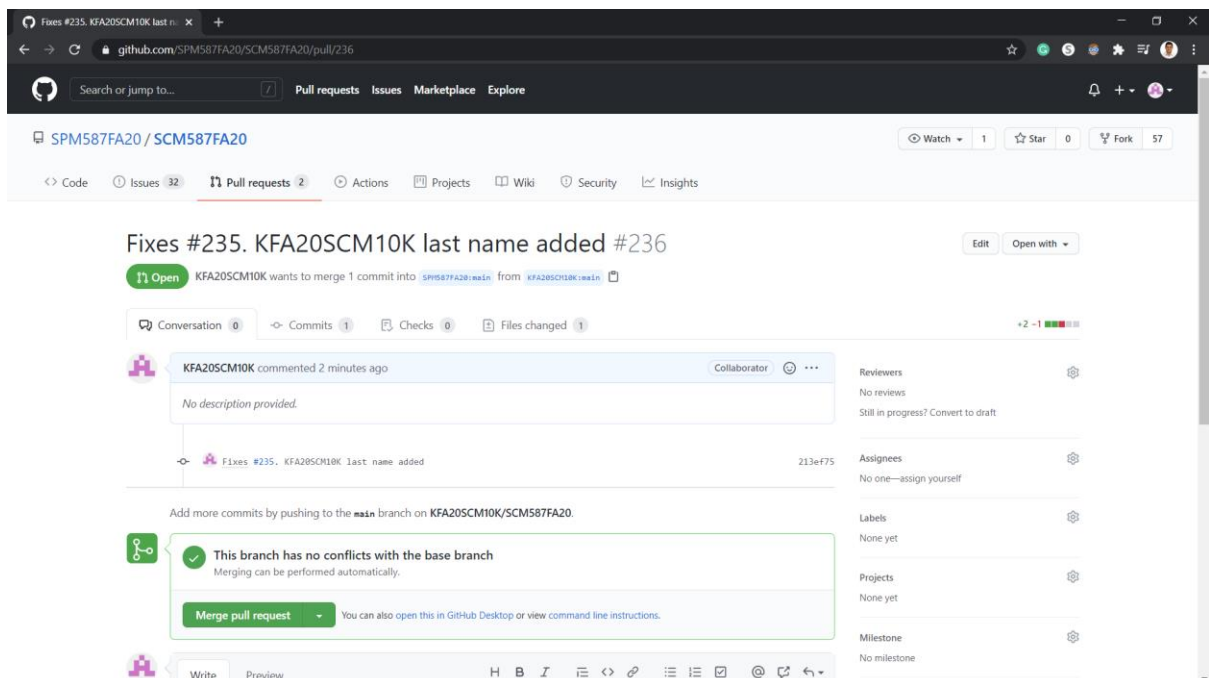 Fixes #235. KFA20SCM10K last na
github.com/SPM587FA20/SCM587FA20/pull/236
Search or jump to... / Pull requests Issues Marketplace Explore
SPM587FA20 / SCM587FA20 Watch 1 Star 0 Fork 57
Code Issues 32 Pull requests 2 Actions Projects Wiki Security Insights
Fixes #235. KFA20SCM10K last name added #236 Edit Open with
Open KFA20SCM10K wants to merge 1 commit into SPM587FA20:main from KFA20SCM10K:main
Conversation 0 Commits 1 Checks 0 Files changed 1 +2 −1
KFA20SCM10K commented 2 minutes ago Collaborator
No description provided.
Fixes #235. KFA20SCM10K last name added 213ef75
Add more commits by pushing to the main branch on KFA20SCM10K/SCM587FA20.
This branch has no conflicts with the base branch
Merging can be performed automatically.
Merge pull request You can also open this in GitHub Desktop or view command line instructions.
Write Preview H B I
Reviewers
No reviews
Still in progress? Convert to draft
Assignees
No one—assign yourself
Labels
None yet
Projects
None yet
Milestone
No milestone